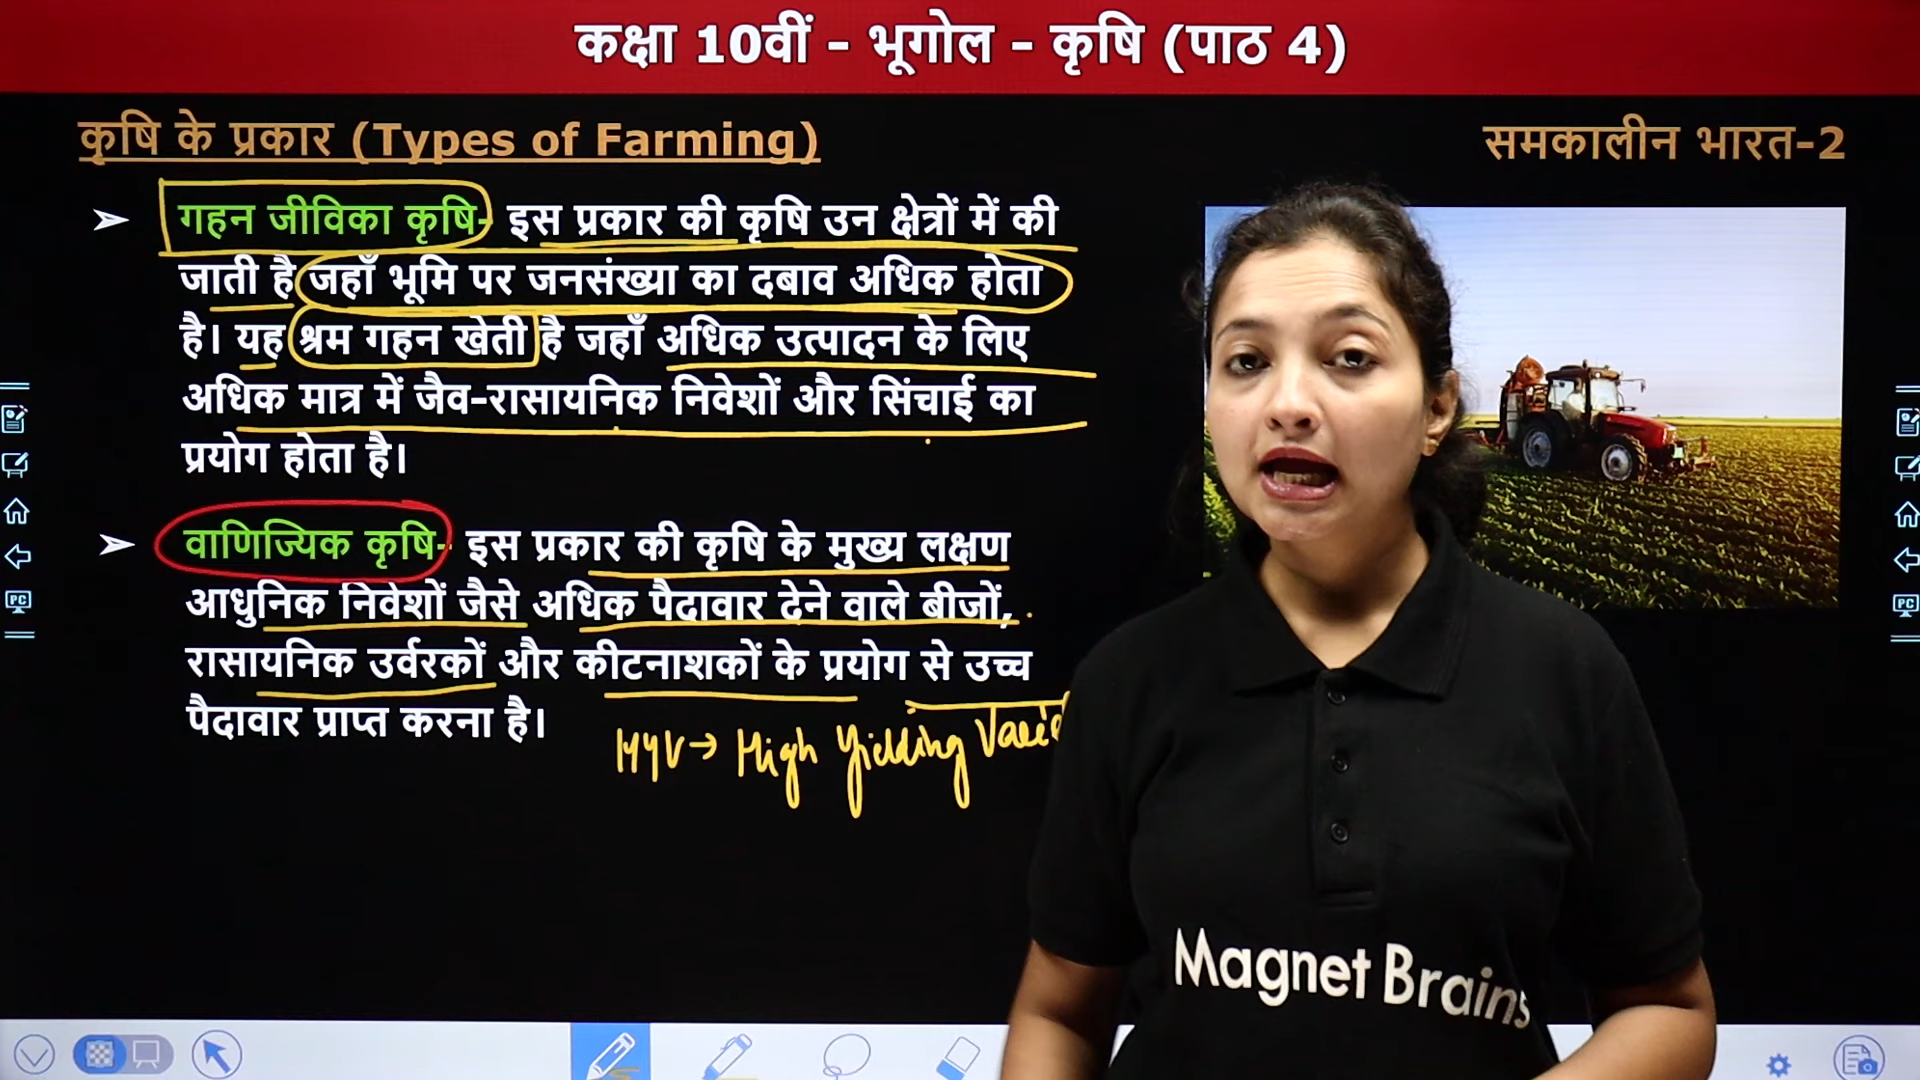 कक्षा 10वीं - भूगोल - कृषि (पाठ 4)
कृषि के प्रकार (Types of Farming)
समकालीन भारत-2
➢ गहन जीविका कृषि- इस प्रकार की कृषि उन क्षेत्रों में की
जाती है जहाँ भूमि पर जनसंख्या का दबाव अधिक होता
है। यह श्रम गहन खेती है जहाँ अधिक उत्पादन के लिए
अधिक मात्र में जैव-रासायनिक निवेशों और सिंचाई का
प्रयोग होता है।
➢ वाणिज्यिक कृषि- इस प्रकार की कृषि के मुख्य लक्षण
आधुनिक निवेशों जैसे अधिक पैदावार देने वाले बीजों,
रासायनिक उर्वरकों और कीटनाशकों के प्रयोग से उच्च
पैदावार प्राप्त करना है।
HYV → High Yielding
Magnet Brains
PC
PC